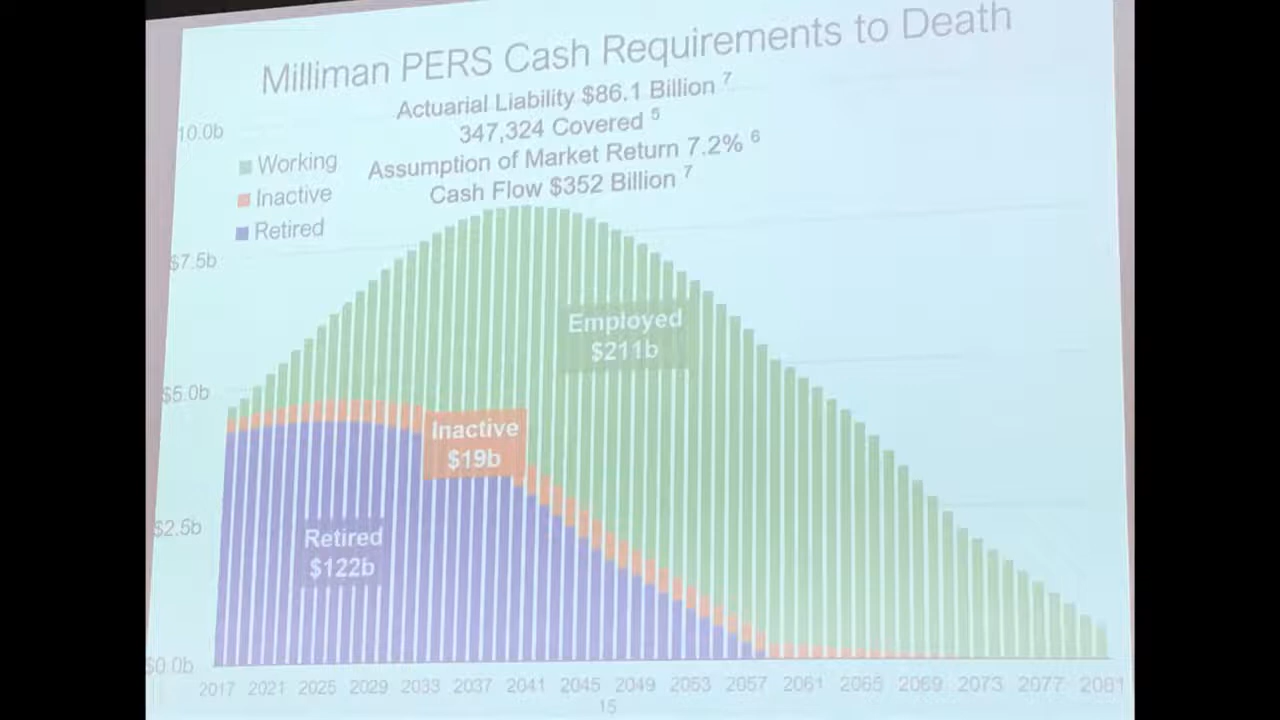 Milliman PERS Cash Requirements to Death
Actuarial Liability $86.1 Billion 7
347,324 Covered 5
Assumption of Market Return 7.2% 6
Cash Flow $352 Billion 7
10.0b
Working
Inactive
Retired
$7.5b
Employed
$211b
$5.0b
Inactive
$19b
$2.5b
Retired
$122b
$0.0b
2017 2021 2025 2029 2033 2037 2041 2045 2049 2053 2057 2061 2065 2069 2073 2077 2081
15